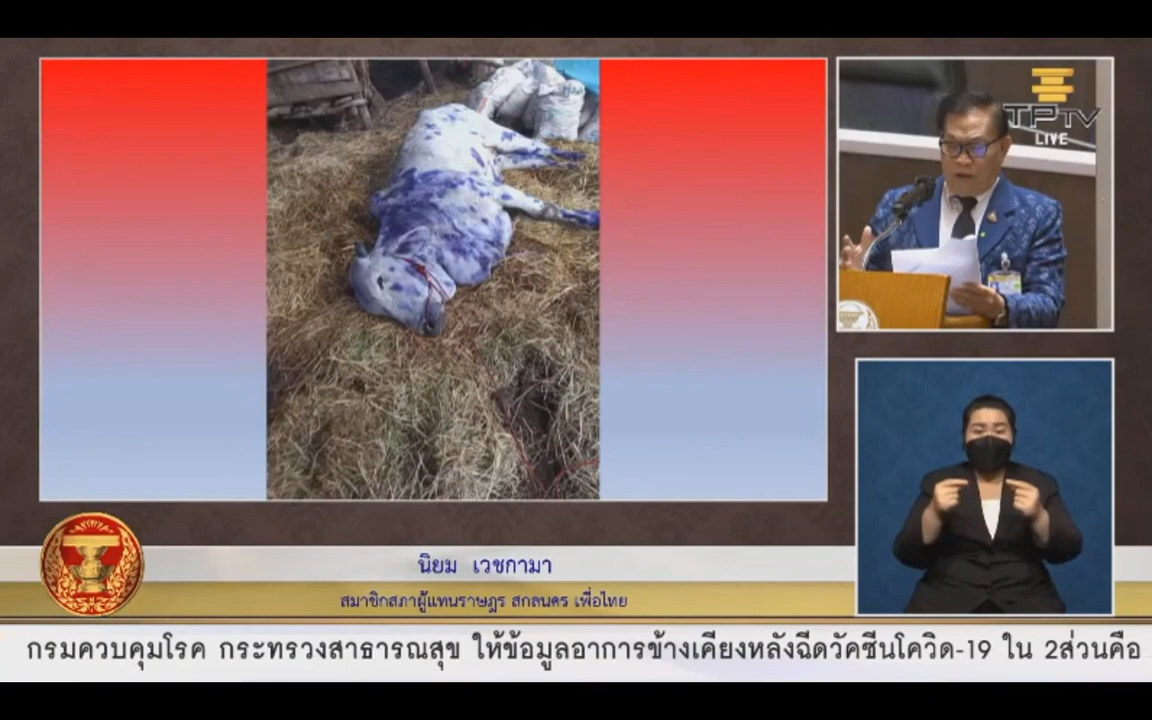 TPTV
LIVE
นิยม เวชกามา
สมาชิกสภาผู้แทนราษฎร สกลนคร เพื่อไทย
กรมควบคุมโรค กระทรวงสาธารณสุข ให้ข้อมูลอาการข้างเคียงหลังฉีดวัคซีนโควิด-19 ใน 2ส่วนคือ